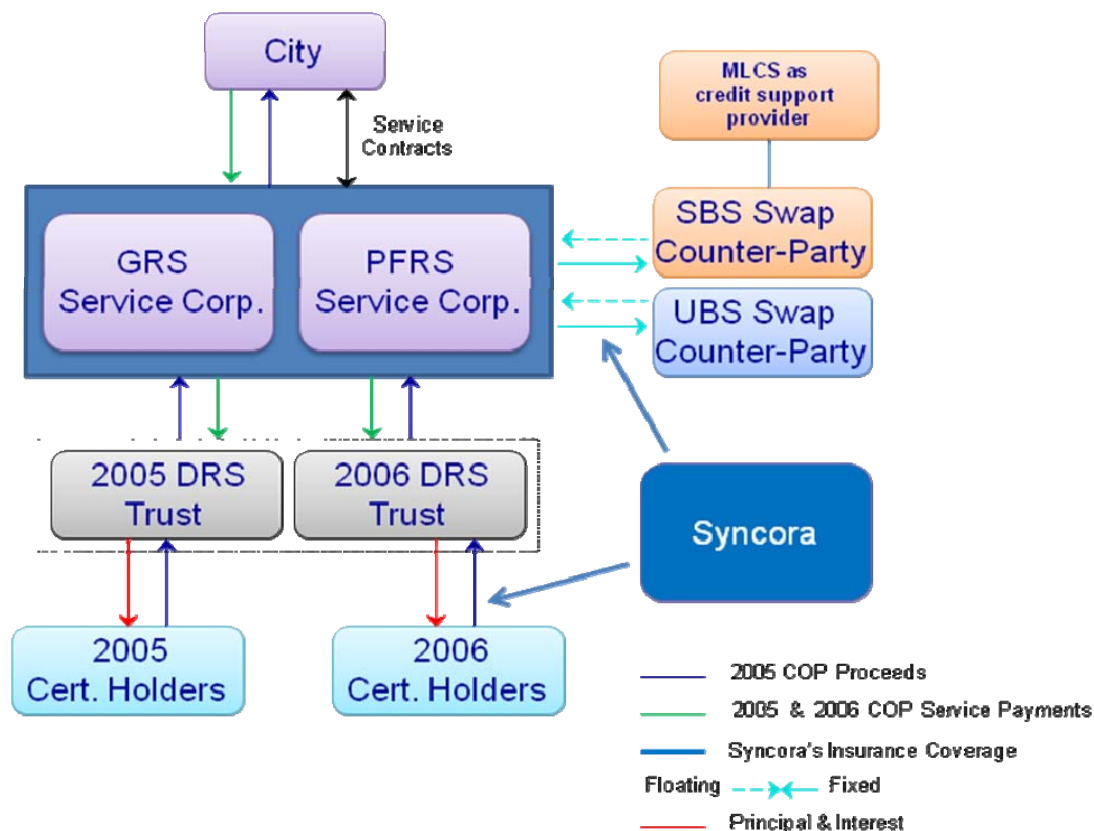 City
MLCS as
credit support
provider
Service
Contracts
SBS Swap
Counter-Party
GRS
Service Corp.
PFRS
Service Corp.
UBS Swap
Counter-Party
2005 DRS
Trust
2006 DRS
Trust
Syncora
2005
Cert. Holders
2006
Cert. Holders
2005 COP Proceeds
2005 & 2006 COP Service Payments
Syncora's Insurance Coverage
Floating Fixed
Principal & Interest